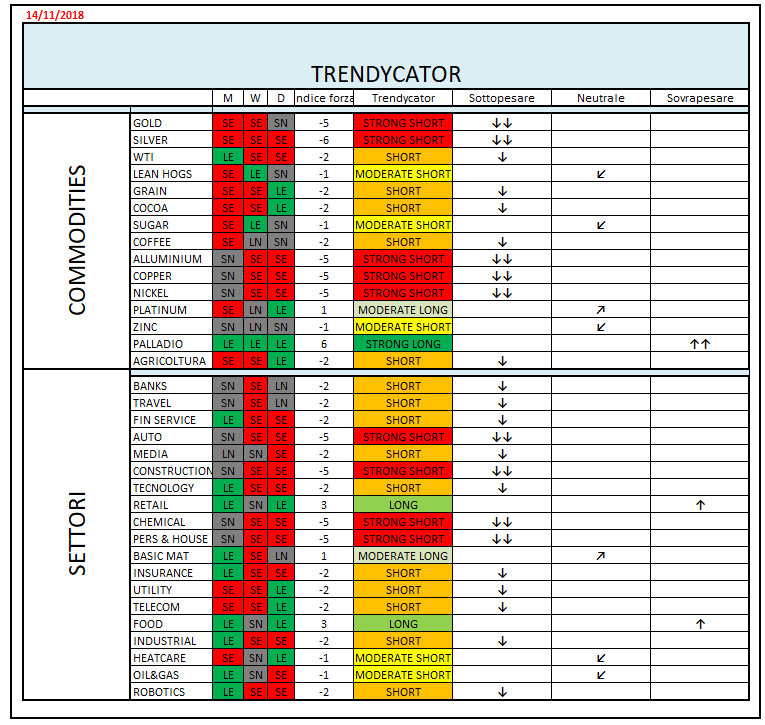 14/11/2018
TRENDYCATOR
M W D ndice forza Trendycator Sottopesare Neutrale Sovrapesare
COMMODITIES
GOLD SE SE SN -5 STRONG SHORT ↓↓
SILVER SE SE SE -6 STRONG SHORT ↓↓
WTI LE SE SE -2 SHORT ↓
LEAN HOGS SE LE SN -1 MODERATE SHORT ↙
GRAIN SE SE LE -2 SHORT ↓
COCOA SE SE LE -2 SHORT ↓
SUGAR SE LE SN -1 MODERATE SHORT ↙
COFFEE SE LN SN -2 SHORT ↓
ALLUMINIUM SN SE SE -5 STRONG SHORT ↓↓
COPPER SN SE SE -5 STRONG SHORT ↓↓
NICKEL SN SE SE -5 STRONG SHORT ↓↓
PLATINUM SE LN LE 1 MODERATE LONG ↗
ZINC SN LN SN -1 MODERATE SHORT ↙
PALLADIO LE LE LE 6 STRONG LONG ↑↑
AGRICOLTURA SE SE LE -2 SHORT ↓
SETTORI
BANKS SN SE LN -2 SHORT ↓
TRAVEL SN SE LN -2 SHORT ↓
FIN SERVICE LE SE SE -2 SHORT ↓
AUTO SN SE SE -5 STRONG SHORT ↓↓
MEDIA LN SN SE -2 SHORT ↓
CONSTRUCTION SN SE SE -5 STRONG SHORT ↓↓
TECNOLOGY LE SE SE -2 SHORT ↓
RETAIL LE SN LE 3 LONG ↑
CHEMICAL SN SE SE -5 STRONG SHORT ↓↓
PERS & HOUSE SN SE SE -5 STRONG SHORT ↓↓
BASIC MAT LE SE LN 1 MODERATE LONG ↗
INSURANCE LE SE SE -2 SHORT ↓
UTILITY SE SE LE -2 SHORT ↓
TELECOM SE SE LE -2 SHORT ↓
FOOD LE SN LE 3 LONG ↑
INDUSTRIAL LE SE SE -2 SHORT ↓
HEATCARE SE SN LE -1 MODERATE SHORT ↙
OIL&GAS LE SN SE -1 MODERATE SHORT ↙
ROBOTICS LE SE SE -2 SHORT ↓